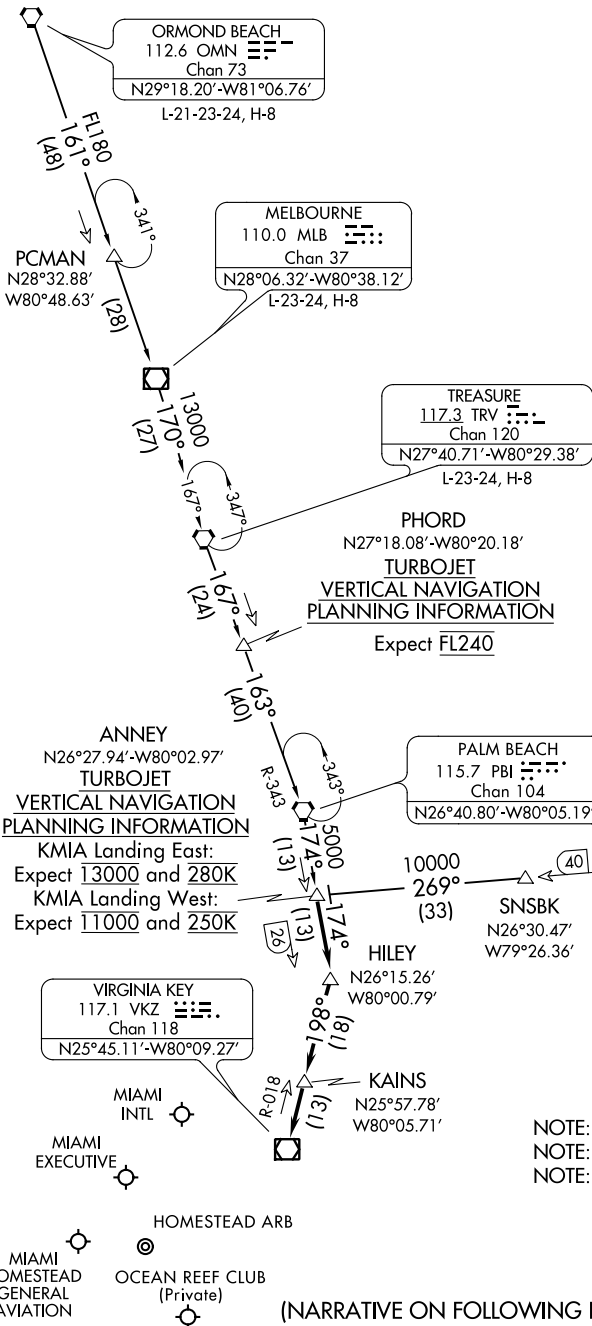 ORMOND BEACH
112.6 OMN
Chan 73
N29°18.20'-W81°06.76'
L-21-23-24, H-8
FL180
161°
(48)
341°
PCMAN
N28°32.88'
W80°48.63'
(28)
MELBOURNE
110.0 MLB
Chan 37
N28°06.32'-W80°38.12'
L-23-24, H-8
13000
170°
(27)
TREASURE
117.3 TRV
Chan 120
N27°40.71'-W80°29.38'
L-23-24, H-8
167°
347°
PHORD
N27°18.08'-W80°20.18'
TURBOJET
VERTICAL NAVIGATION
PLANNING INFORMATION
Expect FL240
167°
(24)
163°
(40)
ANNEY
N26°27.94'-W80°02.97'
TURBOJET
VERTICAL NAVIGATION
PLANNING INFORMATION
KMIA Landing East:
Expect 13000 and 280K
KMIA Landing West:
Expect 11000 and 250K
R-343
343°
PALM BEACH
115.7 PBI
Chan 104
N26°40.80'-W80°05.19'
5000
174°
(13)
10000
269°
(33)
40
SNSBK
N26°30.47'
W79°26.36'
174°
(13)
26
HILEY
N26°15.26'
W80°00.79'
VIRGINIA KEY
117.1 VKZ
Chan 118
N25°45.11'-W80°09.27'
198°
(18)
KAINS
N25°57.78'
W80°05.71'
R-018
(13)
MIAMI
INTL
MIAMI
EXECUTIVE
NOTE:
NOTE:
NOTE:
HOMESTEAD ARB
MIAMI
HOMESTEAD
GENERAL
AVIATION
OCEAN REEF CLUB
(Private)
(NARRATIVE ON FOLLOWING